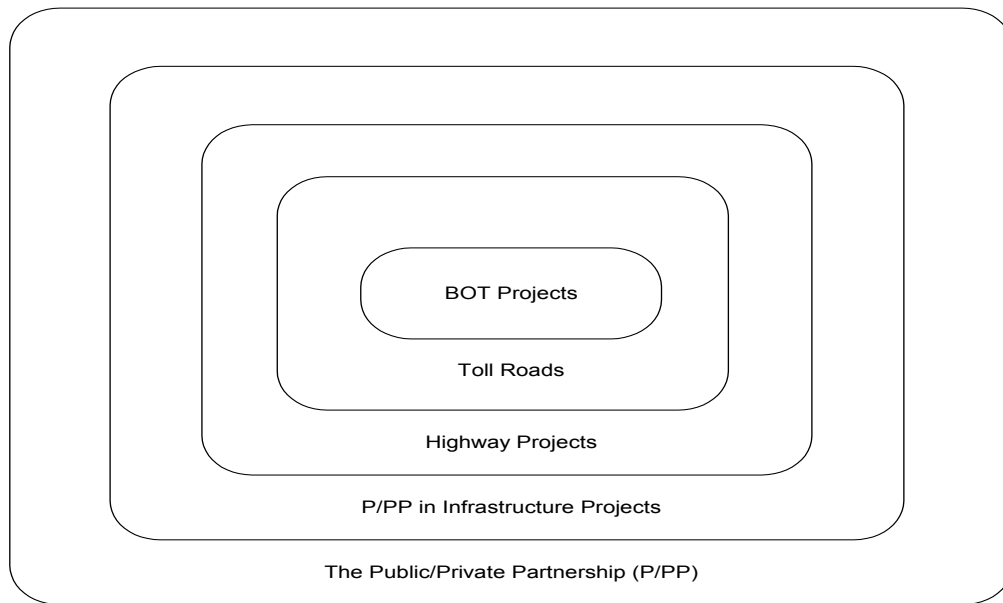 BOT Projects
Toll Roads
Highway Projects
P/PP in Infrastructure Projects
The Public/Private Partnership (P/PP)